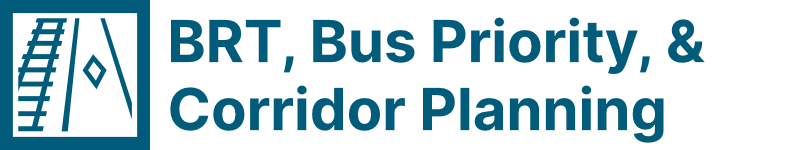 BRT, Bus Priority, &
Corridor Planning